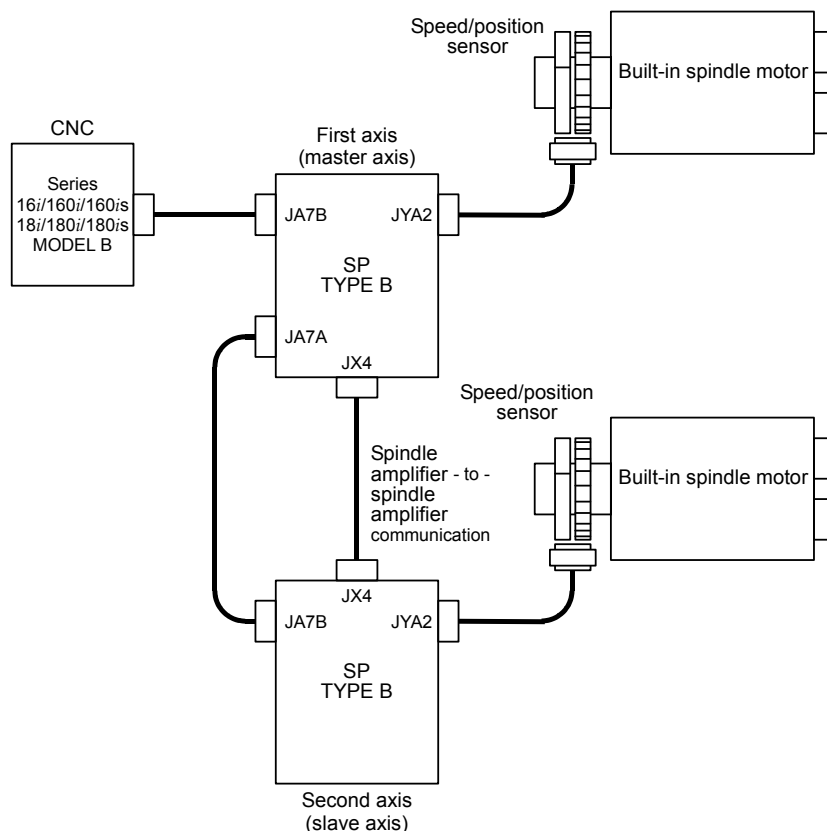 Speed/position
sensor
Built-in spindle motor
CNC
Series
16i/160i/160is
18i/180i/180is
MODEL B
First axis
(master axis)
JA7B
JYA2
SP
TYPE B
JA7A
JX4
Speed/position
sensor
Built-in spindle motor
Spindle
amplifier - to -
spindle
amplifier
communication
JX4
JA7B
JYA2
SP
TYPE B
Second axis
(slave axis)